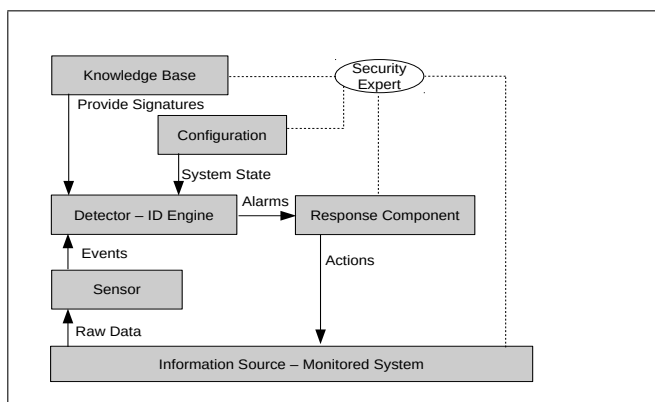 Security
Expert
Knowledge Base
Provide Signatures
Configuration
System State
Detector – ID Engine
Alarms
Response Component
Events
Actions
Sensor
Raw Data
Information Source – Monitored System